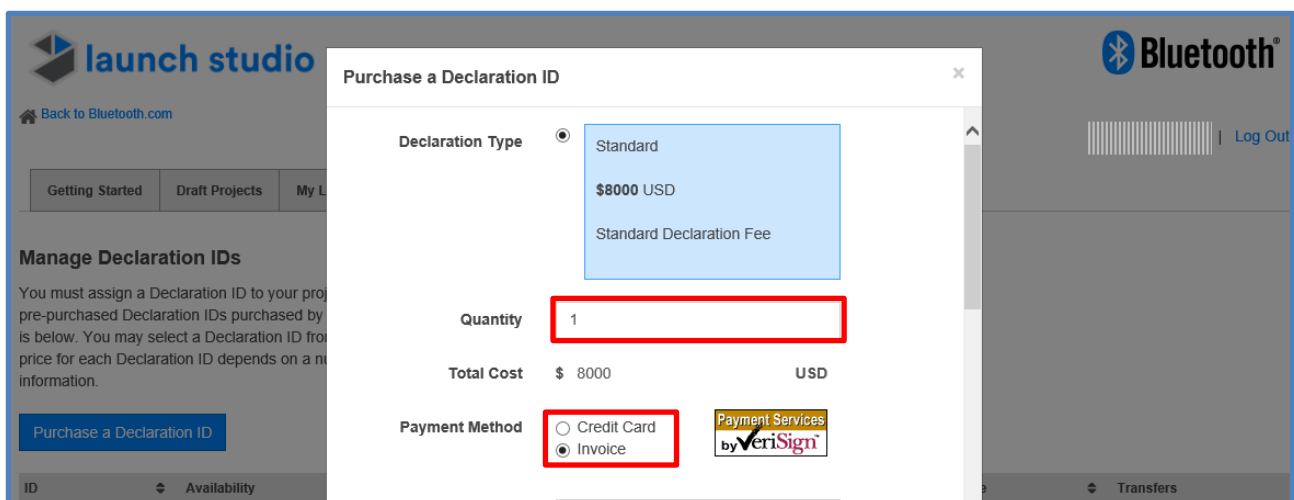 launch studio
Bluetooth®
Back to Bluetooth.com
| Log Out
Getting Started
Draft Projects
My L
Manage Declaration IDs
You must assign a Declaration ID to your proj
pre-purchased Declaration IDs purchased by
is below. You may select a Declaration ID fro
price for each Declaration ID depends on a nu
information.
Purchase a Declaration ID
ID
Availability
Transfers
Purchase a Declaration ID
×
Declaration Type
Standard
$8000 USD
Standard Declaration Fee
Quantity
1
Total Cost $ 8000 USD
Payment Method
Credit Card
Invoice
Payment Services
by VeriSign